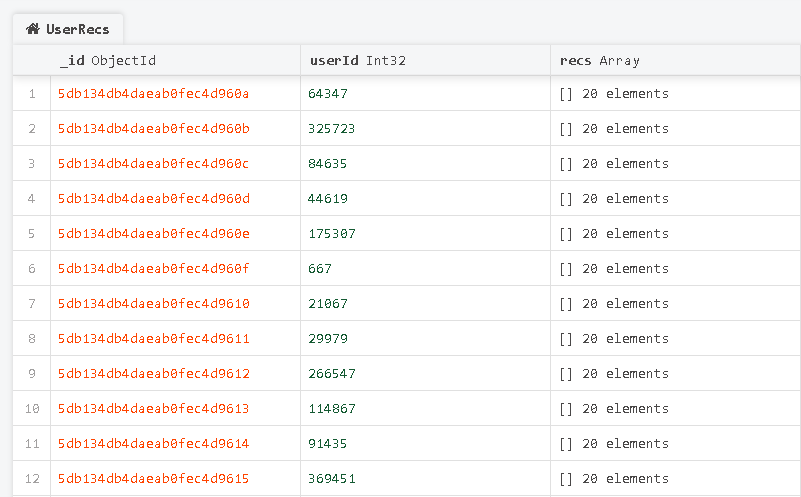 UserRecs
_id ObjectId userId Int32 recs Array
1 5db134db4daeab0fec4d960a 64347 [] 20 elements
2 5db134db4daeab0fec4d960b 325723 [] 20 elements
3 5db134db4daeab0fec4d960c 84635 [] 20 elements
4 5db134db4daeab0fec4d960d 44619 [] 20 elements
5 5db134db4daeab0fec4d960e 175307 [] 20 elements
6 5db134db4daeab0fec4d960f 667 [] 20 elements
7 5db134db4daeab0fec4d9610 21067 [] 20 elements
8 5db134db4daeab0fec4d9611 29979 [] 20 elements
9 5db134db4daeab0fec4d9612 266547 [] 20 elements
10 5db134db4daeab0fec4d9613 114867 [] 20 elements
11 5db134db4daeab0fec4d9614 91435 [] 20 elements
12 5db134db4daeab0fec4d9615 369451 [] 20 elements